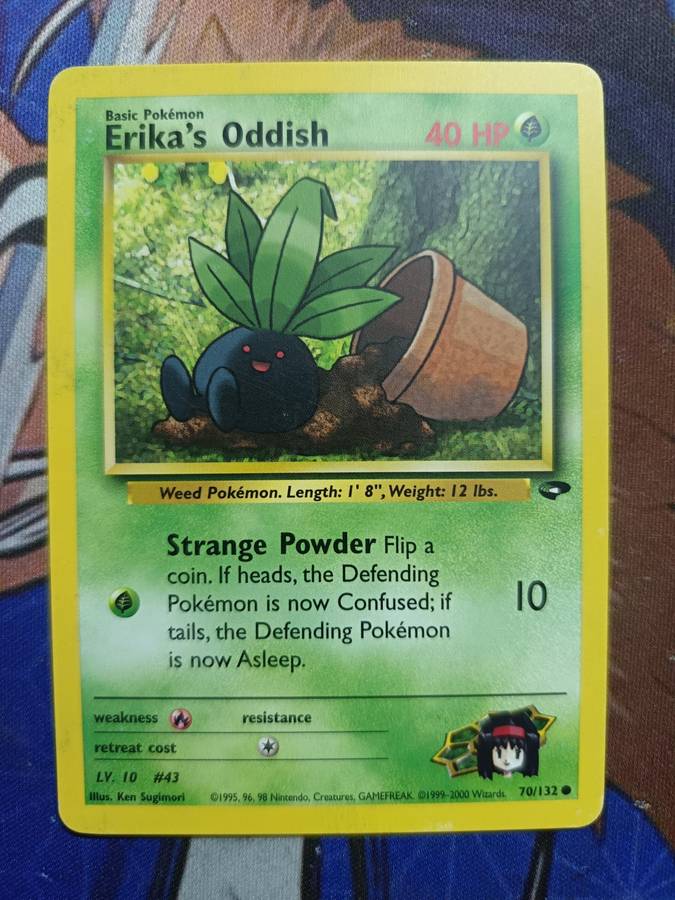 Basic Pokémon
Erika's Oddish 40 HP
Weed Pokémon. Length: 1' 8", Weight: 12 lbs.
Strange Powder Flip a
coin. If heads, the Defending
Pokémon is now Confused; if
tails, the Defending Pokémon
is now Asleep.
10
weakness resistance
retreat cost
LV. 10 #43
Illus. Ken Sugimori ©1995, 96, 98 Nintendo, Creatures, GAMEFREAK. ©1999-2000 Wizards. 70/132